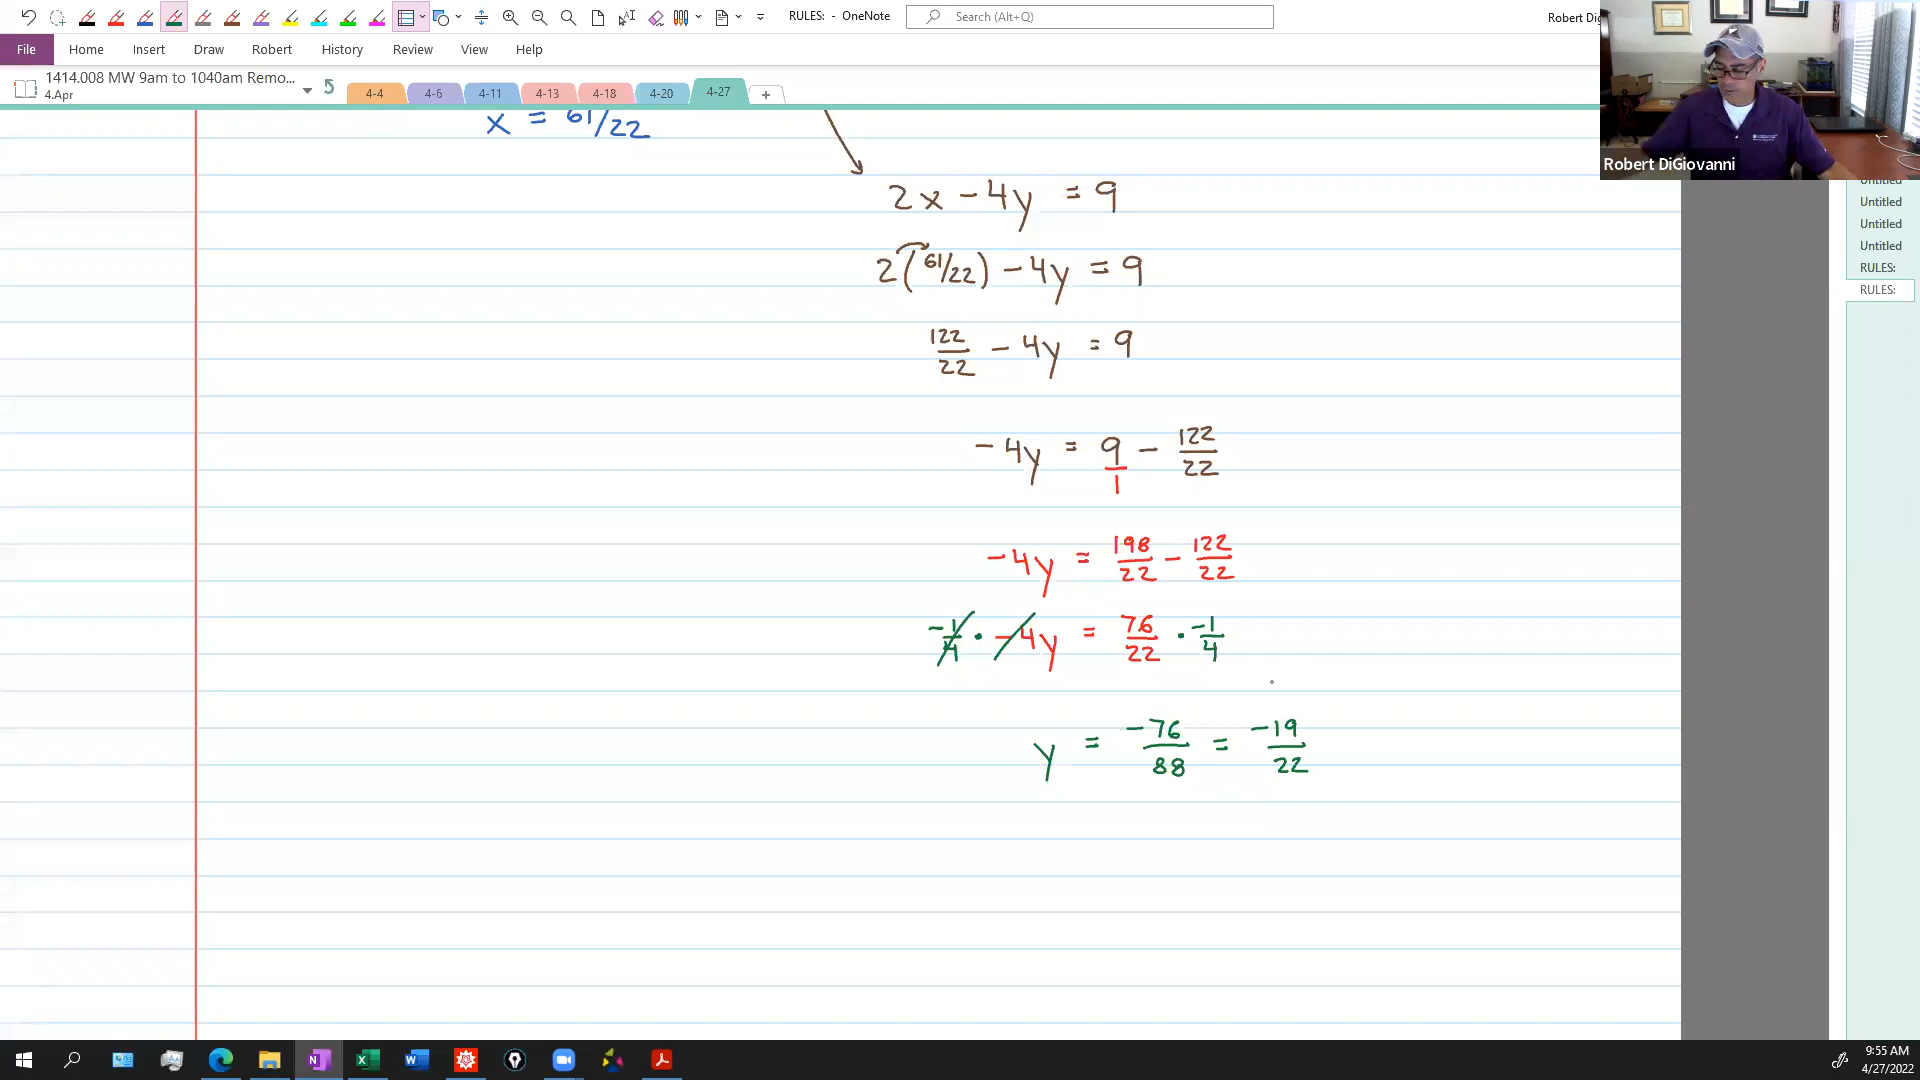 RULES: - OneNote
Search (Alt+Q)
File Home Insert Draw Robert History Review View Help
1414.008 MW 9am to 1040am Remo...
4.Apr
4-4 4-6 4-11 4-13 4-18 4-20 4-27
Robert DiGiovanni
Untitled
Untitled
Untitled
RULES:
RULES:
x = 61/22
2x - 4y = 9
2(61/22) - 4y = 9
122/22 - 4y = 9
-4y = 9/1 - 122/22
-4y = 198/22 - 122/22
-1/4 · -4y = 76/22 · -1/4
y = -76/88 = -19/22
9:55 AM
4/27/2022